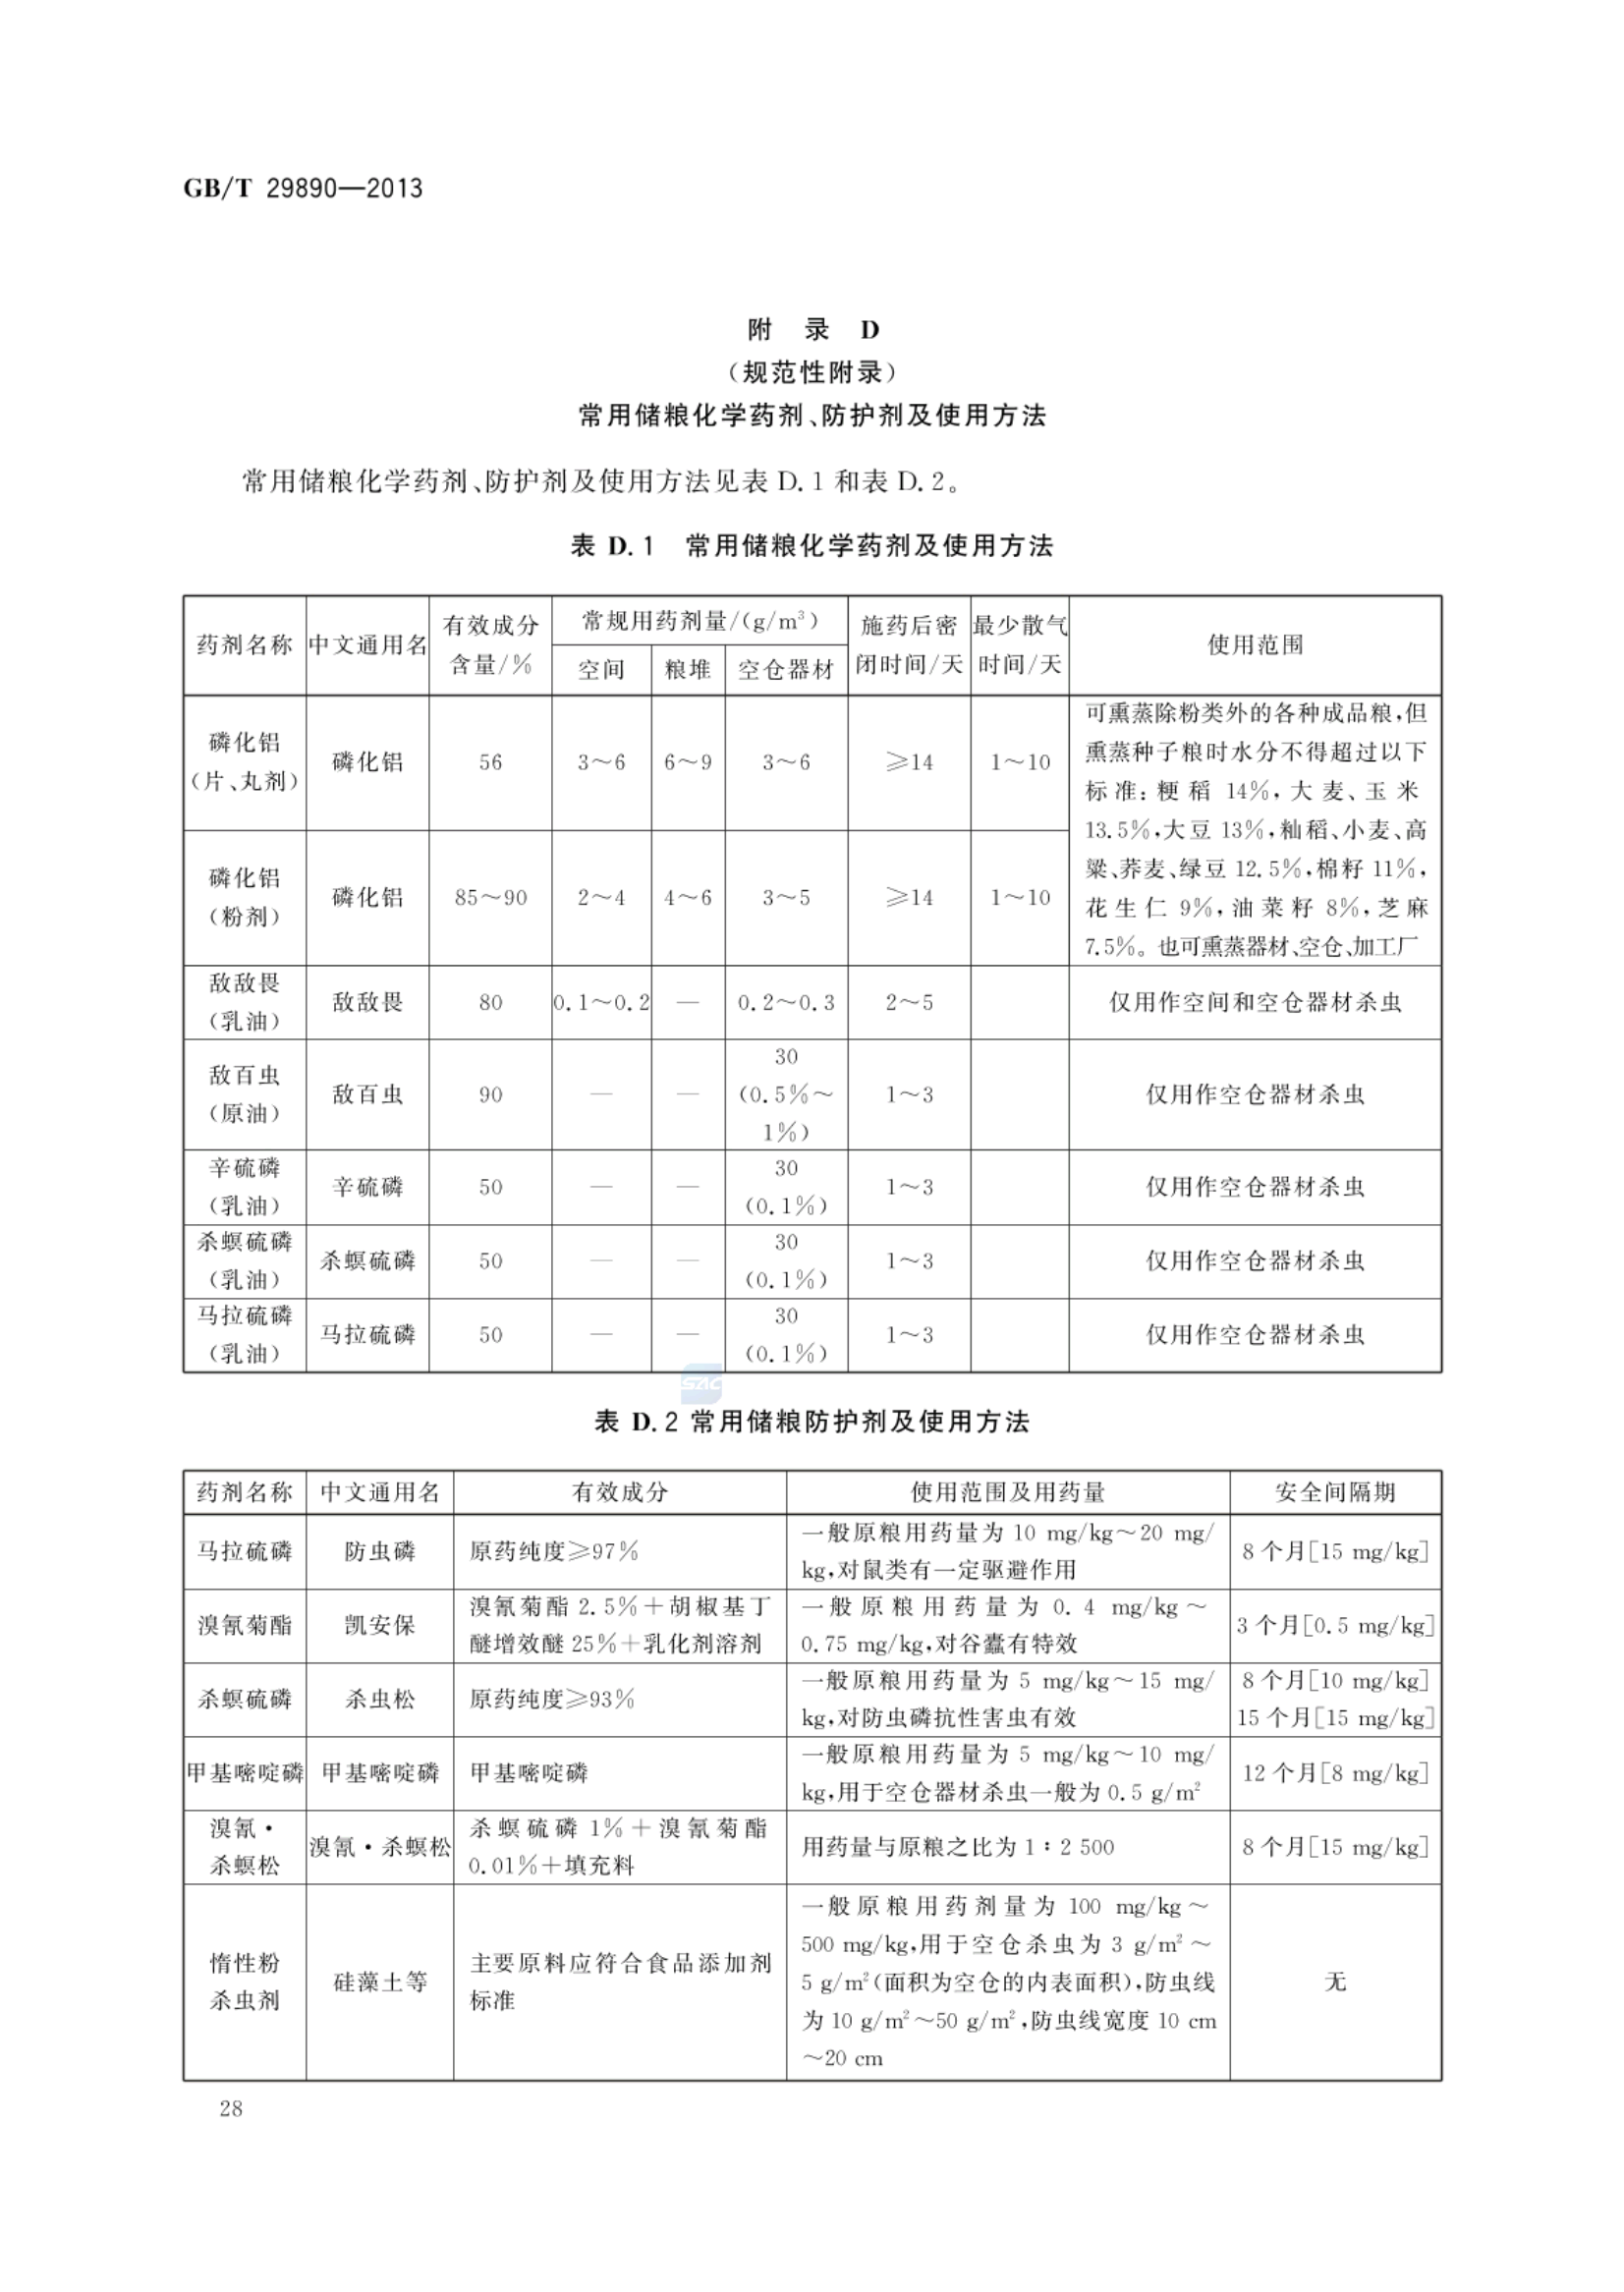 GB/T 29890—2013
附 录 D
（规范性附录）
常用储粮化学药剂、防护剂及使用方法
常用储粮化学药剂、防护剂及使用方法见表 D.1 和表 D.2。
表 D.1 常用储粮化学药剂及使用方法
药剂名称 中文通用名 有效成分 常规用药剂量/(g/m³) 施药后密 最少散气 使用范围
含量/% 空间 粮堆 空仓器材 闭时间/天 时间/天
磷化铝
（片、丸剂）
磷化铝 56 3～6 6～9 3～6 ≥14 1～10
可熏蒸除粉类外的各种成品粮,但
熏蒸种子粮时水分不得超过以下
标准:粳稻 14%,大麦、玉米
13.5%,大豆 13%,籼稻、小麦、高
粱、荞麦、绿豆 12.5%,棉籽 11%,
花生仁 9%,油菜籽 8%,芝麻
7.5%。也可熏蒸器材、空仓、加工厂
磷化铝
（粉剂）
磷化铝 85～90 2～4 4～6 3～5 ≥14 1～10
敌敌畏
（乳油）
敌敌畏 80 0.1～0.2 — 0.2～0.3 2～5 仅用作空间和空仓器材杀虫
敌百虫
（原油）
敌百虫 90 — —
30
(0.5%～
1%)
1～3 仅用作空仓器材杀虫
辛硫磷
（乳油）
辛硫磷 50 — —
30
(0.1%)
1～3 仅用作空仓器材杀虫
杀螟硫磷
（乳油）
杀螟硫磷 50 — —
30
(0.1%)
1～3 仅用作空仓器材杀虫
马拉硫磷
（乳油）
马拉硫磷 50 — —
30
(0.1%)
1～3 仅用作空仓器材杀虫
SAC
表 D.2 常用储粮防护剂及使用方法
药剂名称 中文通用名 有效成分 使用范围及用药量 安全间隔期
马拉硫磷 防虫磷 原药纯度≥97%
一般原粮用药量为 10 mg/kg～20 mg/
kg,对鼠类有一定驱避作用
8 个月[15 mg/kg]
溴氰菊酯 凯安保
溴氰菊酯 2.5%＋胡椒基丁
醚增效醚 25%＋乳化剂溶剂
一般原粮用药量为 0.4 mg/kg～
0.75 mg/kg,对谷蠹有特效
3 个月[0.5 mg/kg]
杀螟硫磷 杀虫松 原药纯度≥93%
一般原粮用药量为 5 mg/kg～15 mg/
kg,对防虫磷抗性害虫有效
8 个月[10 mg/kg]
15 个月[15 mg/kg]
甲基嘧啶磷 甲基嘧啶磷 甲基嘧啶磷
一般原粮用药量为 5 mg/kg～10 mg/
kg,用于空仓器材杀虫一般为 0.5 g/m²
12 个月[8 mg/kg]
溴氰·
杀螟松
溴氰·杀螟松
杀螟硫磷 1%＋溴氰菊酯
0.01%＋填充料
用药量与原粮之比为 1∶2 500
8 个月[15 mg/kg]
惰性粉
杀虫剂
硅藻土等
主要原料应符合食品添加剂
标准
一般原粮用药剂量为 100 mg/kg～
500 mg/kg,用于空仓杀虫为 3 g/m²～
5 g/m²(面积为空仓的内表面积),防虫线
为 10 g/m²～50 g/m²,防虫线宽度 10 cm
～20 cm
无
28